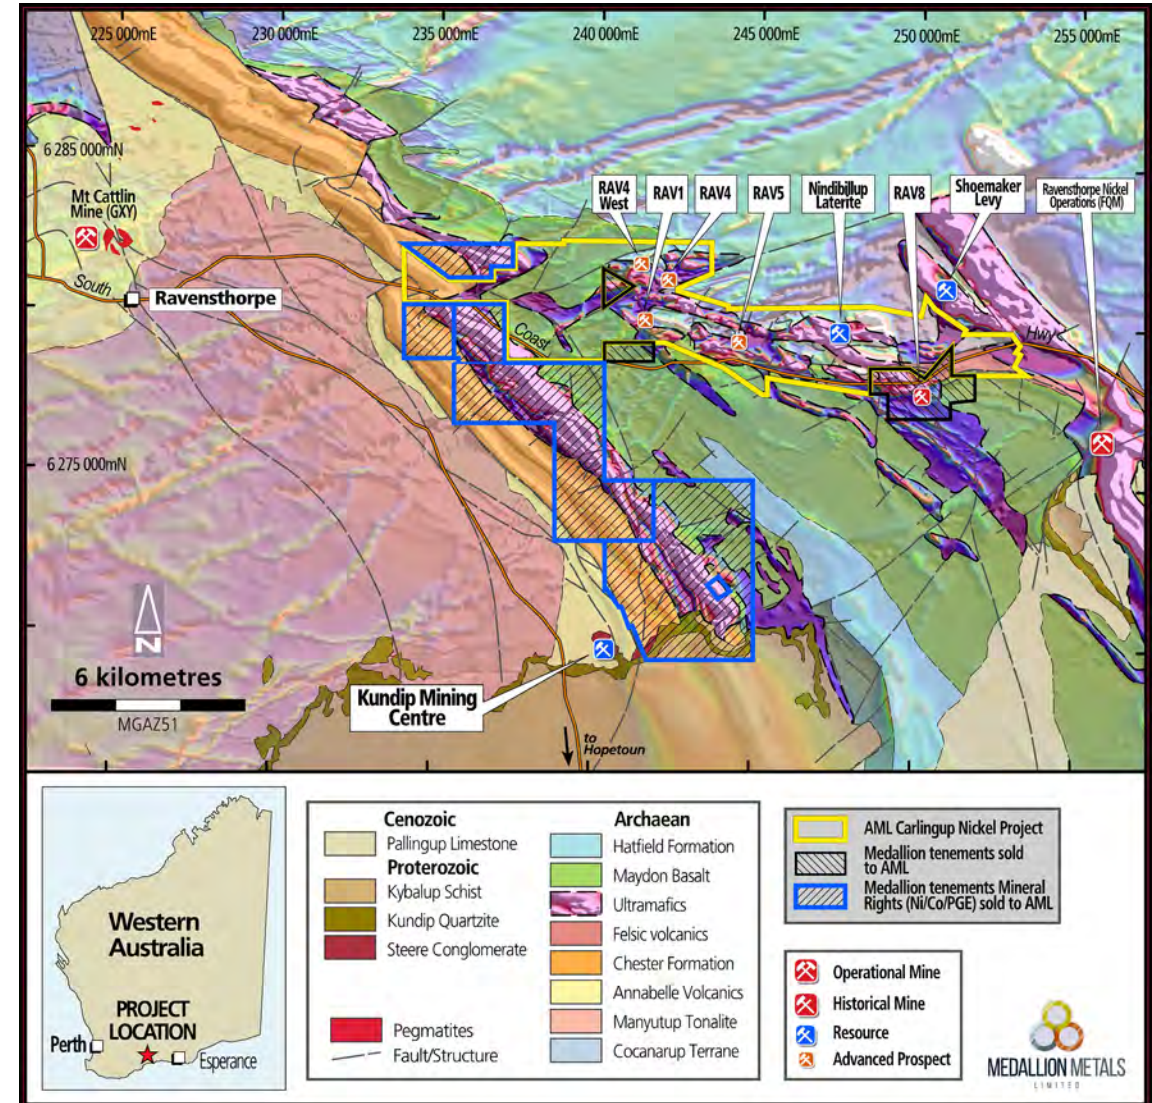 225 000mE
230 000mE
235 000mE
240 000mE
245 000mE
250 000mE
255 000mE
6 285 000mN
Mt Cattlin
Mine (GXY)
RAV4
West
RAV1
RAV4
RAV5
Nindibillup
Laterite
RAV8
Shoemaker
Levy
Ravensthorpe Nickel
Operations (FQM)
South
Ravensthorpe
Coast
Hwy
6 275 000mN
N
6 kilometres
MGAZ51
Kundip Mining
Centre
to
Hopetoun
Western
Australia
PROJECT
LOCATION
Perth
Esperance
Cenozoic
Pallingup Limestone
Proterozoic
Kybalup Schist
Kundip Quartzite
Steere Conglomerate
Pegmatites
Fault/Structure
Archaean
Hatfield Formation
Maydon Basalt
Ultramafics
Felsic volcanics
Chester Formation
Annabelle Volcanics
Manyutup Tonalite
Cocanarup Terrane
AML Carlingup Nickel Project
Medallion tenements sold
to AML
Medallion tenements Mineral
Rights (Ni/Co/PGE) sold to AML
Operational Mine
Historical Mine
Resource
Advanced Prospect
MEDALLION METALS
LIMITED